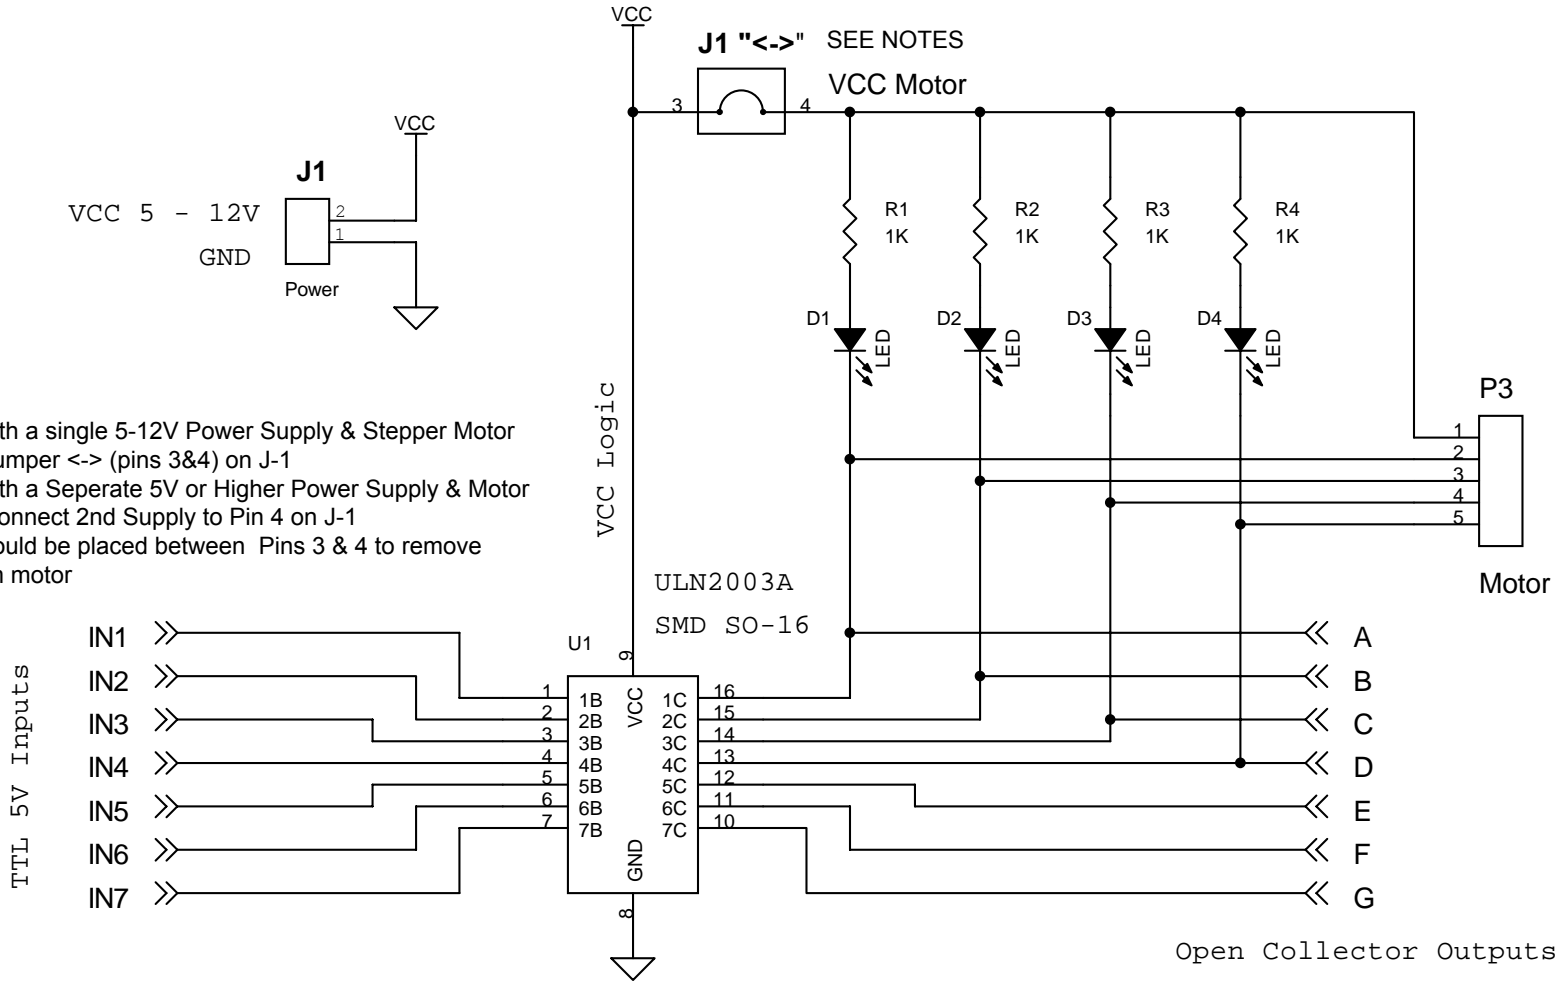 VCC
J1 "<->" SEE NOTES
VCC Motor
3 4
VCC
J1
VCC 5 - 12V
2
1
GND
Power
R1
1K
R2
1K
R3
1K
R4
1K
D1
LED
D2
LED
D3
LED
D4
LED
P3
1
2
3
4
5
Motor
VCC Logic
a single 5-12V Power Supply & Stepper Motor
<-> (pins 3&4) on J-1
a Seperate 5V or Higher Power Supply & Motor
2nd Supply to Pin 4 on J-1
be placed between Pins 3 & 4 to remove
motor
ULN2003A
SMD SO-16
U1
9
VCC
GND
8
TTL 5V Inputs
IN1
IN2
IN3
IN4
IN5
IN6
IN7
1 1B
2 2B
3 3B
4 4B
5 5B
6 6B
7 7B
1C 16
2C 15
3C 14
4C 13
5C 12
6C 11
7C 10
A
B
C
D
E
F
G
Open Collector Outputs